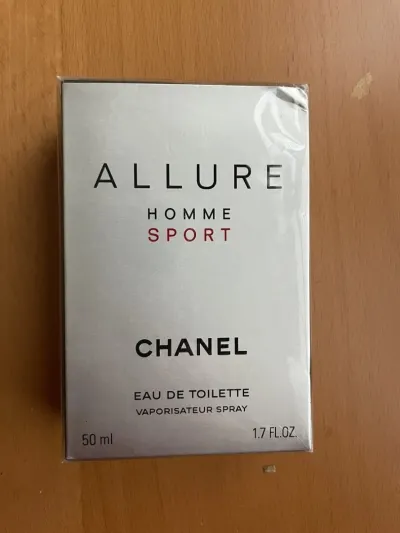 ALLURE
HOMME
SPORT
CHANEL
EAU DE TOILETTE
VAPORISATEUR SPRAY
50 ml 1.7 FL.OZ.